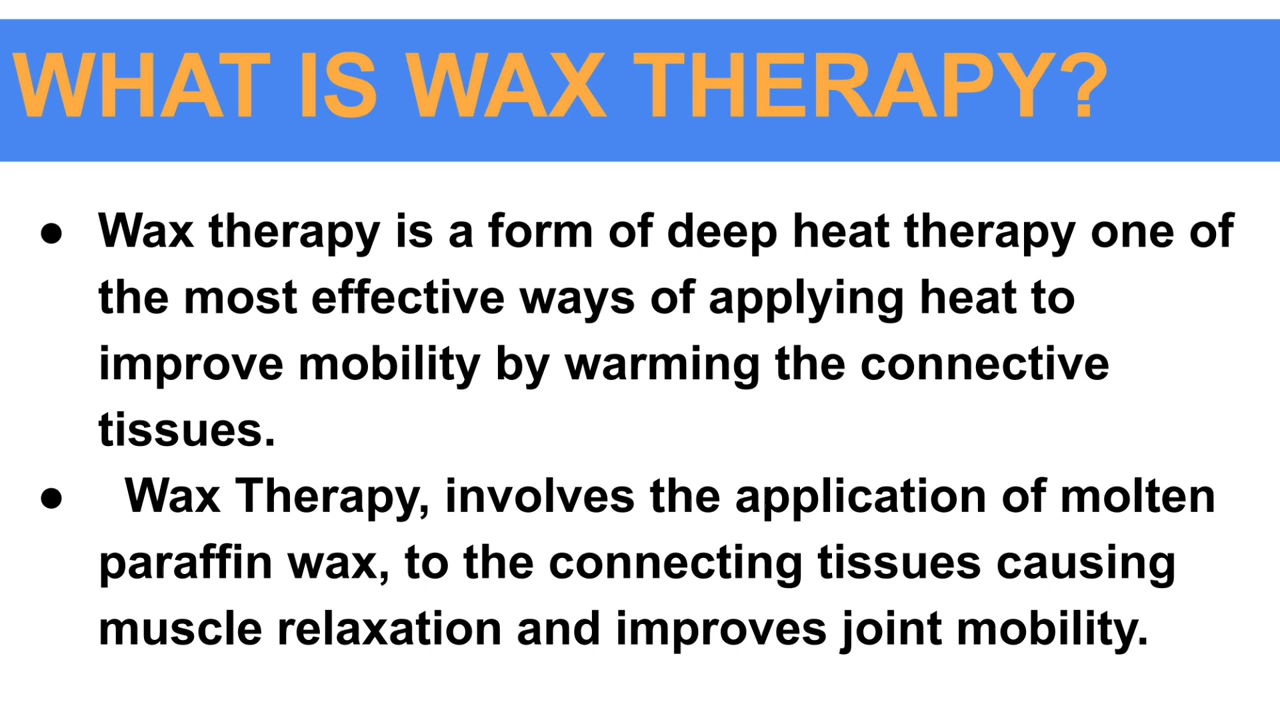 WHAT IS WAX THERAPY?
● Wax therapy is a form of deep heat therapy one of
the most effective ways of applying heat to
improve mobility by warming the connective
tissues.
● Wax Therapy, involves the application of molten
paraffin wax, to the connecting tissues causing
muscle relaxation and improves joint mobility.